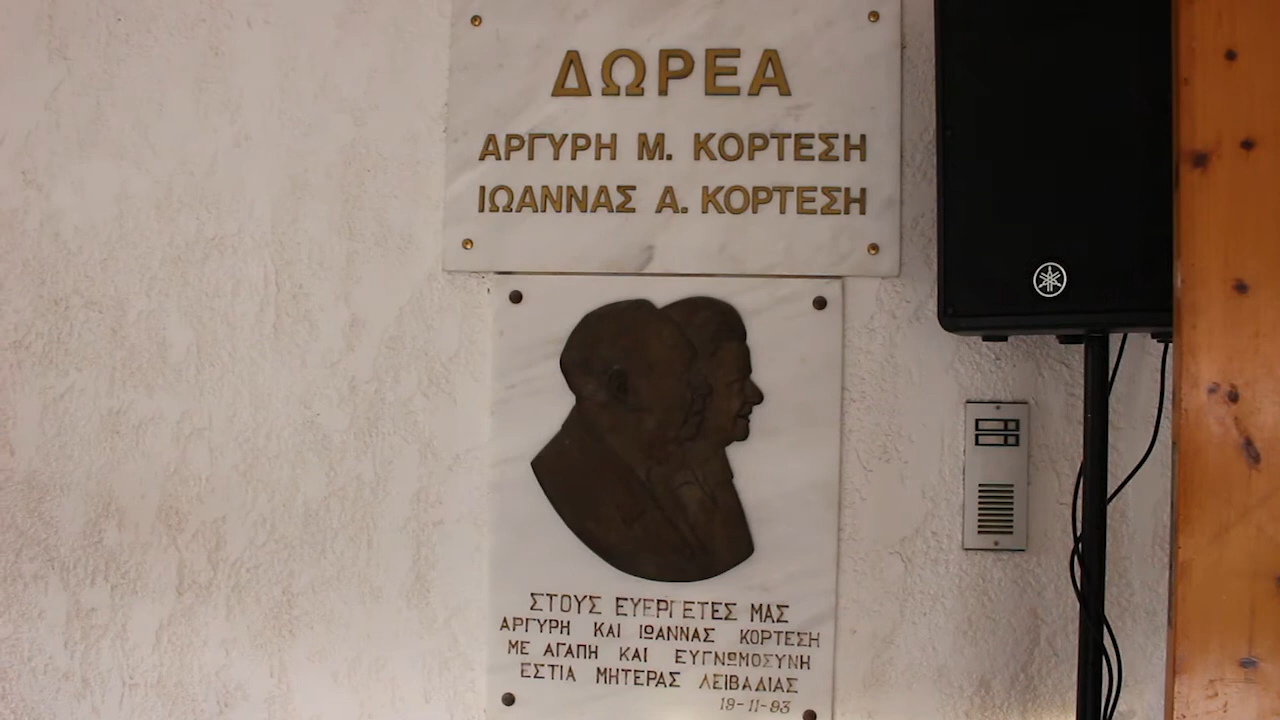 ΔΩΡΕΑ
ΑΡΓΥΡΗ Μ. ΚΟΡΤΕΣΗ
ΙΩΑΝΝΑΣ Α. ΚΟΡΤΕΣΗ
ΣΤΟΥΣ ΕΥΕΡΓΕΤΕΣ ΜΑΣ
ΑΡΓΥΡΗ ΚΑΙ ΙΩΑΝΝΑΣ ΚΟΡΤΕΣΗ
ΜΕ ΑΓΑΠΗ ΚΑΙ ΕΥΓΝΩΜΟΣΥΝΗ
ΕΣΤΙΑ ΜΗΤΕΡΑΣ ΛΕΙΒΑΔΙΑΣ
19-11-93